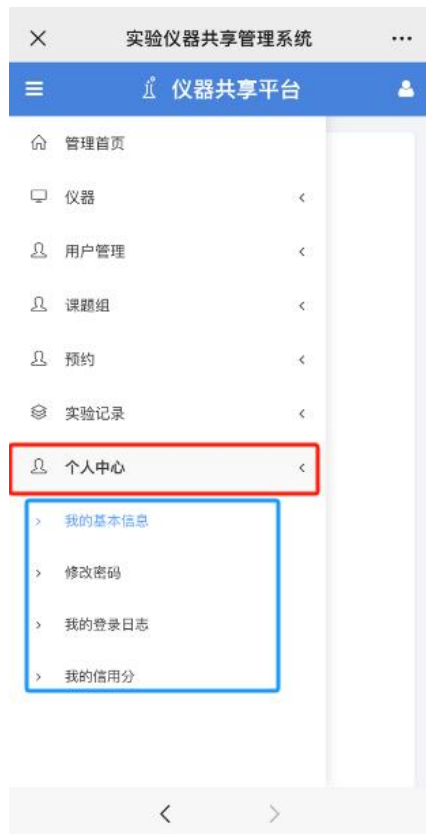 实验仪器共享管理系统
仪器共享平台
管理首页
仪器
用户管理
课题组
预约
实验记录
个人中心
我的基本信息
修改密码
我的登录日志
我的信用分